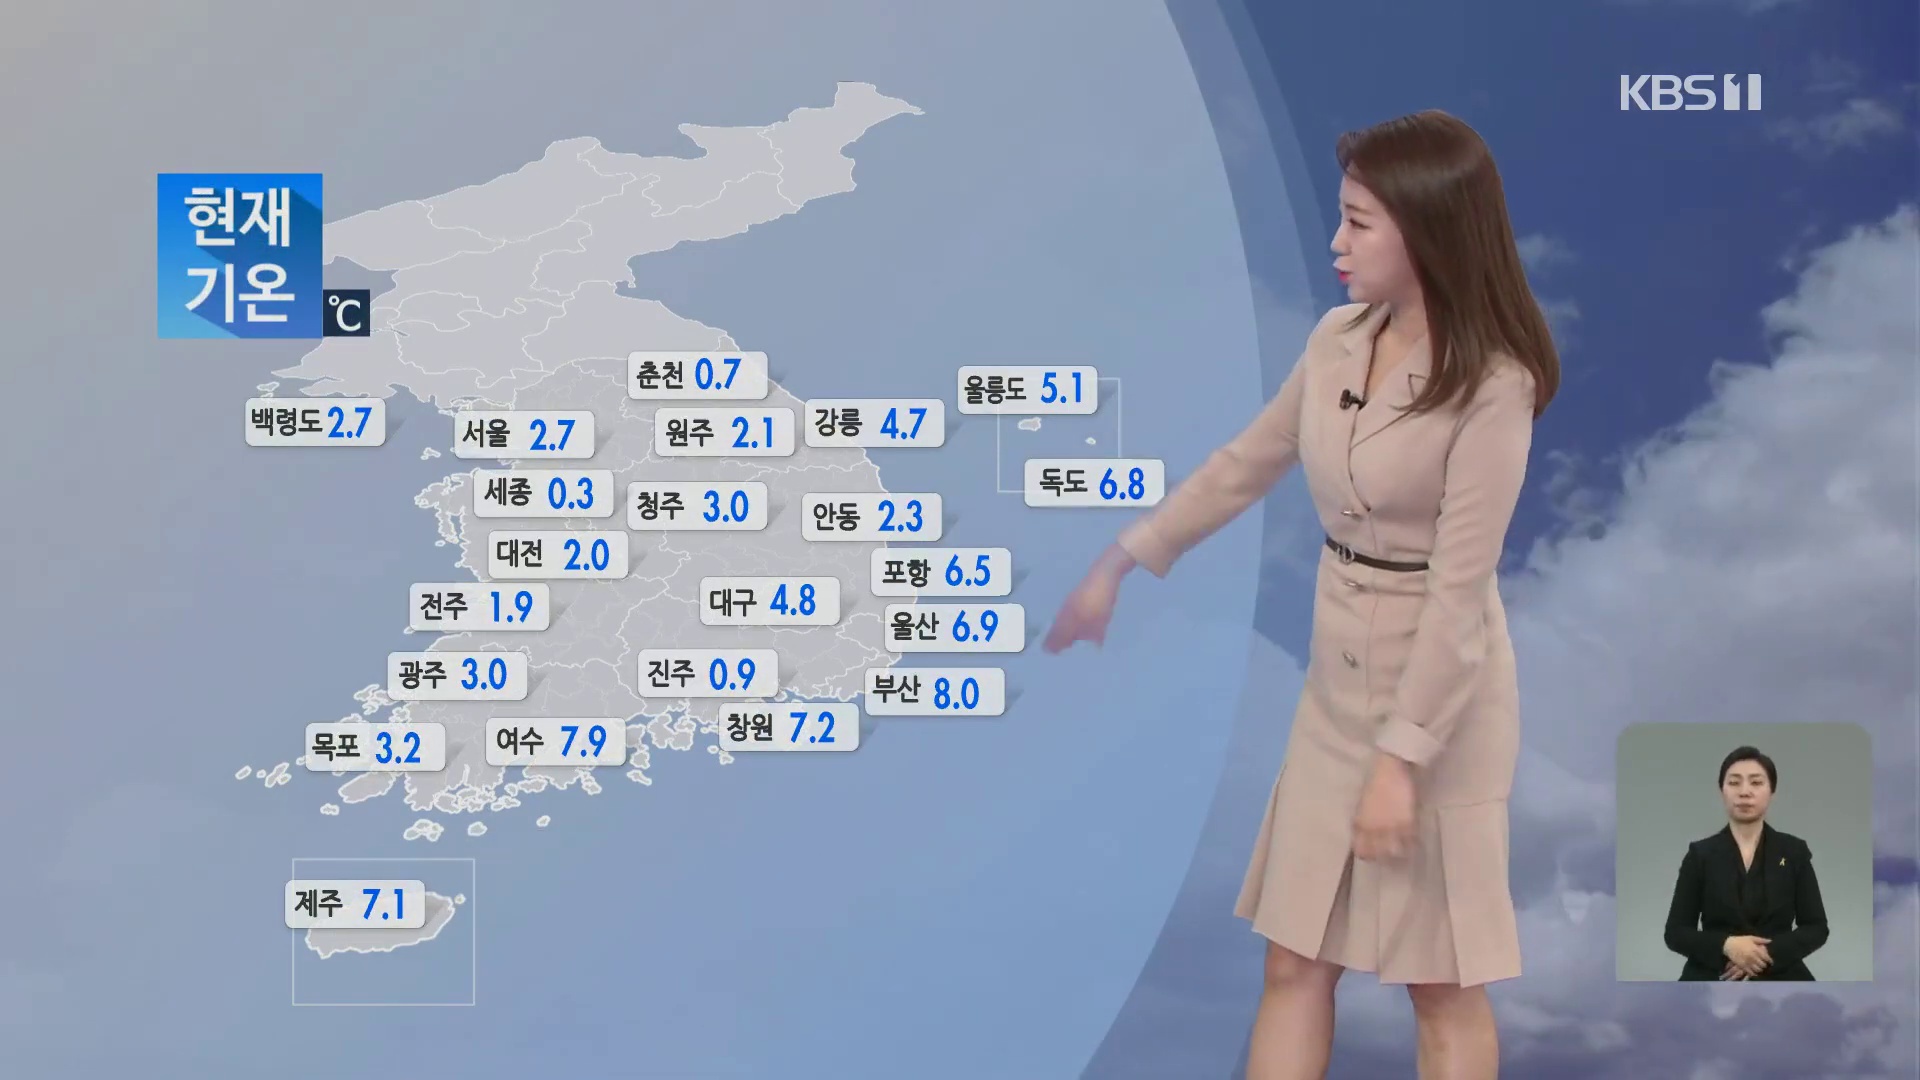 KBS 1
현재
기온
℃
춘천 0.7
울릉도 5.1
백령도 2.7
서울 2.7
원주 2.1
강릉 4.7
독도 6.8
세종 0.3
청주 3.0
안동 2.3
대전 2.0
포항 6.5
전주 1.9
대구 4.8
울산 6.9
광주 3.0
진주 0.9
부산 8.0
목포 3.2
여수 7.9
창원 7.2
제주 7.1